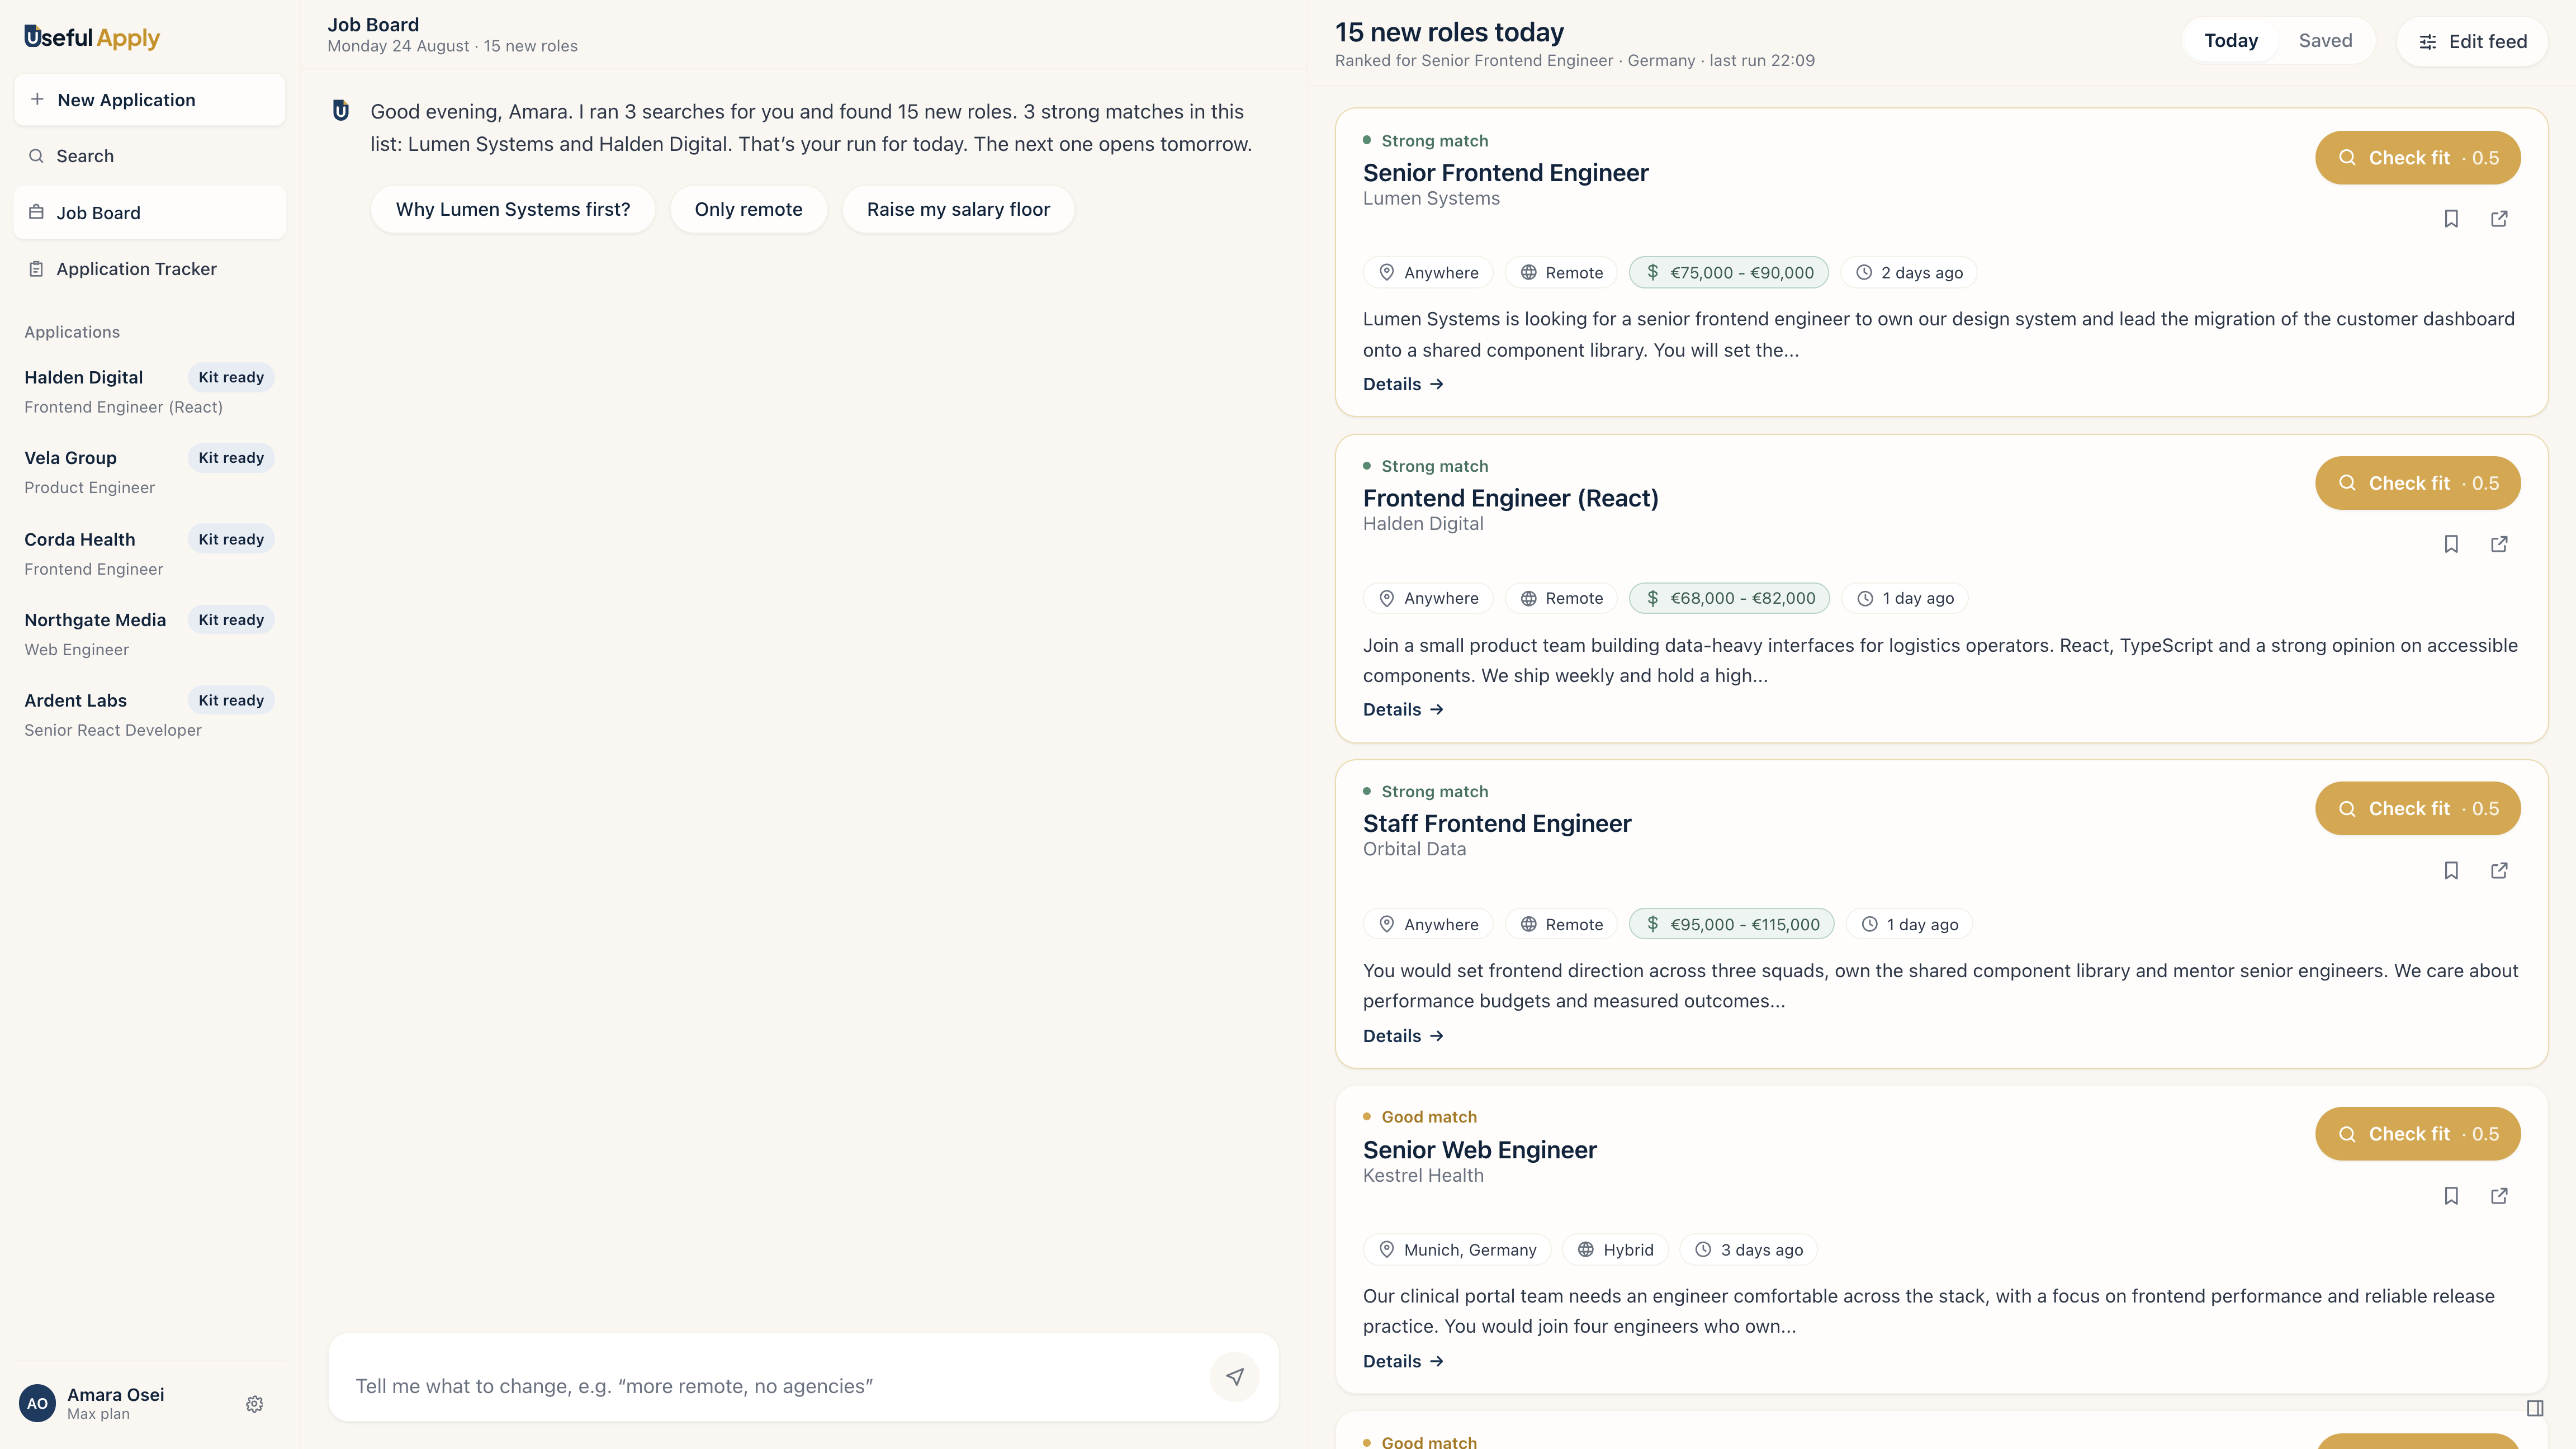 Useful Apply
New Application
Search
Job Board
Application Tracker
Applications
Halden Digital
Kit ready
Frontend Engineer (React)
Vela Group
Kit ready
Product Engineer
Corda Health
Kit ready
Frontend Engineer
Northgate Media
Kit ready
Web Engineer
Ardent Labs
Kit ready
Senior React Developer
AO
Amara Osei
Max plan
Job Board
Monday 24 August · 15 new roles
Good evening, Amara. I ran 3 searches for you and found 15 new roles. 3 strong matches in this
list: Lumen Systems and Halden Digital. That’s your run for today. The next one opens tomorrow.
Why Lumen Systems first?
Only remote
Raise my salary floor
Tell me what to change, e.g. “more remote, no agencies”
15 new roles today
Ranked for Senior Frontend Engineer · Germany · last run 22:09
Today
Saved
Edit feed
Strong match
Senior Frontend Engineer
Lumen Systems
Check fit · 0.5
Anywhere
Remote
$ €75,000 - €90,000
2 days ago
Lumen Systems is looking for a senior frontend engineer to own our design system and lead the migration of the customer dashboard
onto a shared component library. You will set the...
Details →
Strong match
Frontend Engineer (React)
Halden Digital
Check fit · 0.5
Anywhere
Remote
$ €68,000 - €82,000
1 day ago
Join a small product team building data-heavy interfaces for logistics operators. React, TypeScript and a strong opinion on accessible
components. We ship weekly and hold a high...
Details →
Strong match
Staff Frontend Engineer
Orbital Data
Check fit · 0.5
Anywhere
Remote
$ €95,000 - €115,000
1 day ago
You would set frontend direction across three squads, own the shared component library and mentor senior engineers. We care about
performance budgets and measured outcomes...
Details →
Good match
Senior Web Engineer
Kestrel Health
Check fit · 0.5
Munich, Germany
Hybrid
3 days ago
Our clinical portal team needs an engineer comfortable across the stack, with a focus on frontend performance and reliable release
practice. You would join four engineers who own...
Details →
Good match